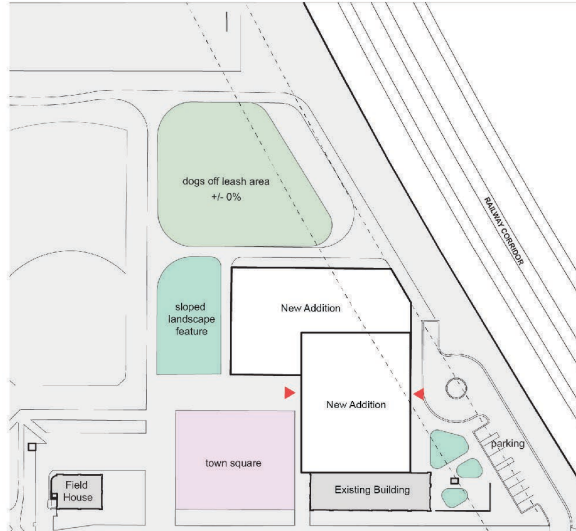 dogs off leash area
+/- 0%
RAILWAY CORRIDOR
sloped
landscape
feature
New Addition
New Addition
parking
town square
Field
House
Existing Building